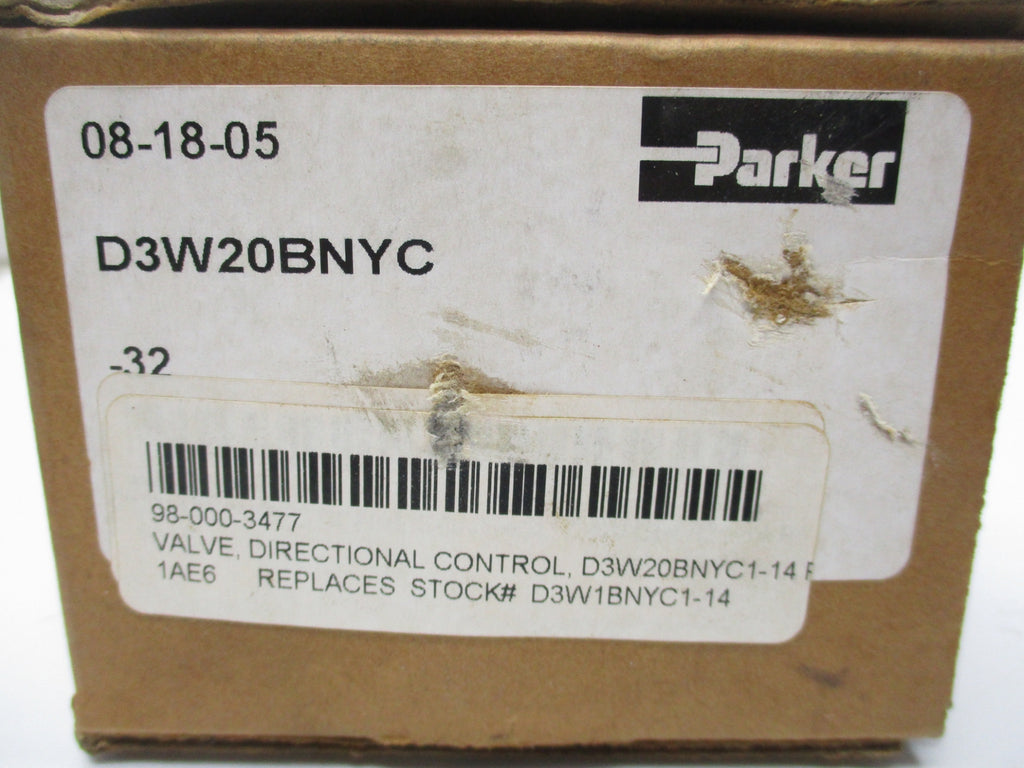 08-18-05
Parker
D3W20BNYC
-32
98-000-3477
VALVE, DIRECTIONAL CONTROL, D3W20BNYC1-14
1AE6 REPLACES STOCK# D3W1BNYC1-14